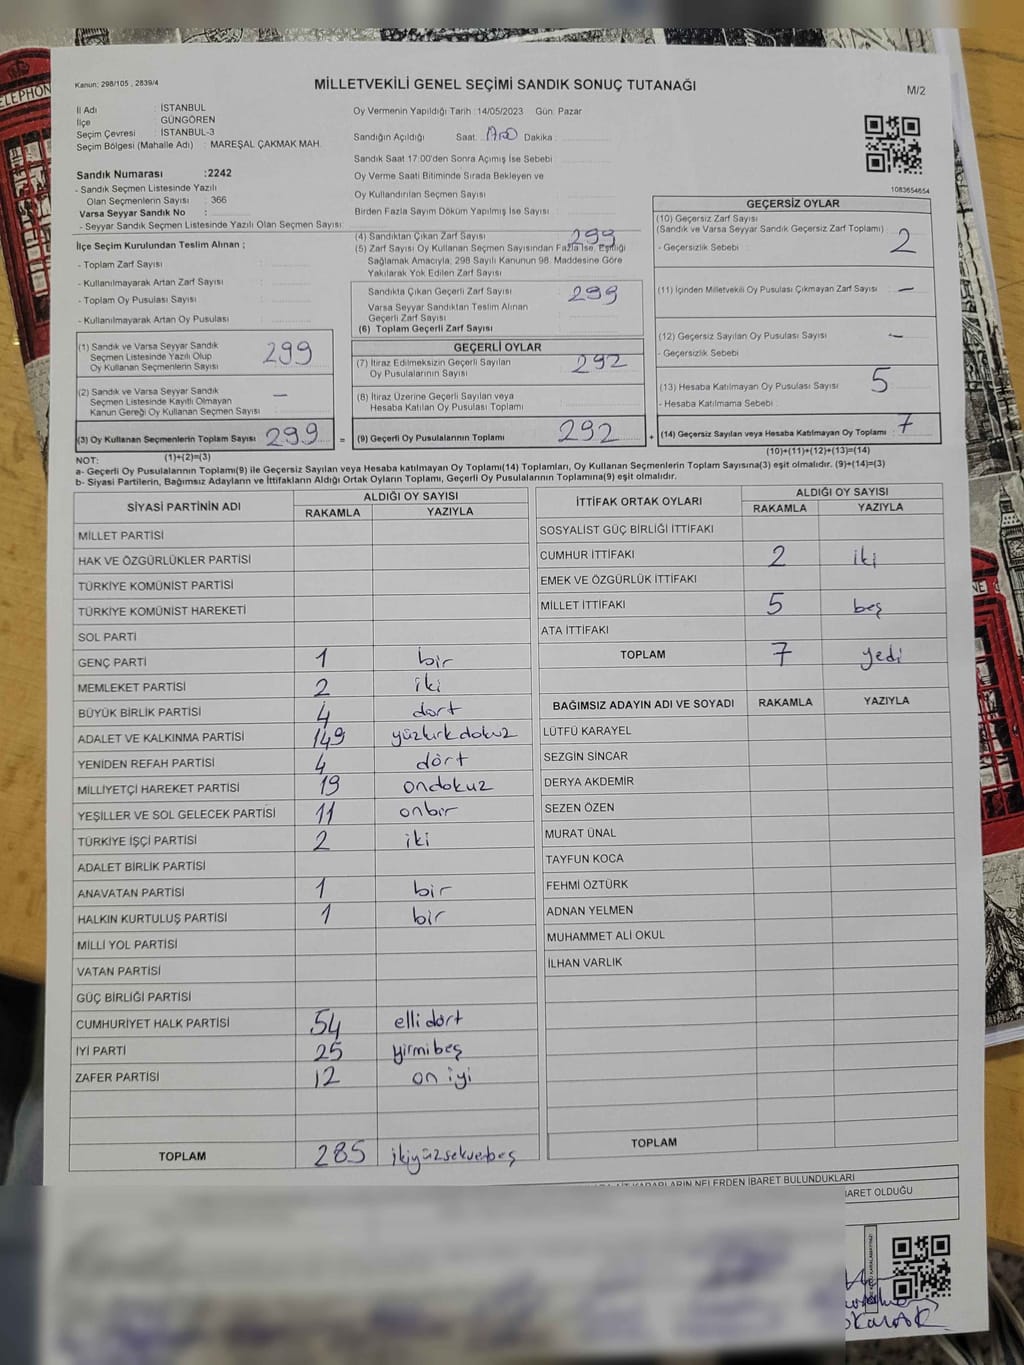 ELEPHON
Kanun: 298/105 , 2839/4
MİLLETVEKİLİ GENEL SEÇİMİ SANDIK SONUÇ TUTANAĞI
M/2
İl Adı : İSTANBUL
İlçe : GÜNGÖREN
Seçim Çevresi : İSTANBUL-3
Seçim Bölgesi (Mahalle Adı) : MAREŞAL ÇAKMAK MAH.
Sandık Numarası :2242
- Sandık Seçmen Listesinde Yazılı
Olan Seçmenlerin Sayısı : 366
Varsa Seyyar Sandık No :
- Seyyar Sandık Seçmen Listesinde Yazılı Olan Seçmen Sayısı:
İlçe Seçim Kurulundan Teslim Alınan ;
- Toplam Zarf Sayısı :
- Kullanılmayarak Artan Zarf Sayısı :
- Toplam Oy Pusulası Sayısı :
- Kullanılmayarak Artan Oy Pusulası :
(1) Sandık ve Varsa Seyyar Sandık
Seçmen Listesinde Yazılı Olup
Oy Kullanan Seçmenlerin Sayısı : 299
(2) Sandık ve Varsa Seyyar Sandık
Seçmen Listesinde Kayıtlı Olmayan
Kanun Gereği Oy Kullanan Seçmen Sayısı : –
(3) Oy Kullanan Seçmenlerin Toplam Sayısı : 299
(1)+(2)=(3)
Oy Vermenin Yapıldığı Tarih : 14/05/2023 Gün: Pazar
Sandığın Açıldığı Saat: 17:00 Dakika :
Sandık Saat 17:00'den Sonra Açımış İse Sebebi
Oy Verme Saati Bitiminde Sırada Bekleyen ve
Oy Kullandırılan Seçmen Sayısı
Birden Fazla Sayım Döküm Yapılmış İse Sayısı
(4) Sandıktan Çıkan Zarf Sayısı : 299
(5) Zarf Sayısı Oy Kullanan Seçmen Sayısından Fazla İse, Eşitliği
Sağlamak Amacıyla, 298 Sayılı Kanunun 98. Maddesine Göre
Yakılarak Yok Edilen Zarf Sayısı
Sandıkta Çıkan Geçerli Zarf Sayısı : 299
Varsa Seyyar Sandıktan Teslim Alınan
Geçerli Zarf Sayısı
(6) Toplam Geçerli Zarf Sayısı
GEÇERLİ OYLAR
(7) İtiraz Edilmeksizin Geçerli Sayılan
Oy Pusulalarının Sayısı : 292
(8) İtiraz Üzerine Geçerli Sayılan veya
Hesaba Katılan Oy Pusulası Toplamı
= (9) Geçerli Oy Pusulalarının Toplamı : 292
1083654654
GEÇERSİZ OYLAR
(10) Geçersiz Zarf Sayısı
(Sandık ve Varsa Seyyar Sandık Geçersiz Zarf Toplamı) : 2
- Geçersizlik Sebebi :
(11) İçinden Milletvekili Oy Pusulası Çıkmayan Zarf Sayısı : –
(12) Geçersiz Sayılan Oy Pusulası Sayısı : –
- Geçersizlik Sebebi
(13) Hesaba Katılmayan Oy Pusulası Sayısı : 5
- Hesaba Katılmama Sebebi :
+ (14) Geçersiz Sayılan veya Hesaba Katılmayan Oy Toplamı : 7
(10)+(11)+(12)+(13)=(14)
NOT:
a- Geçerli Oy Pusulalarının Toplamı(9) ile Geçersiz Sayılan veya Hesaba katılmayan Oy Toplamı(14) Toplamları, Oy Kullanan Seçmenlerin Toplam Sayısına(3) eşit olmalıdır. (9)+(14)=(3)
b- Siyasi Partilerin, Bağımsız Adayların ve İttifakların Aldığı Ortak Oyların Toplamı, Geçerli Oy Pusulalarının Toplamına(9) eşit olmalıdır.
SİYASİ PARTİNİN ADI ALDIĞI OY SAYISI
RAKAMLA YAZIYLA
MİLLET PARTİSİ
HAK VE ÖZGÜRLÜKLER PARTİSİ
TÜRKİYE KOMÜNİST PARTİSİ
TÜRKİYE KOMÜNİST HAREKETİ
SOL PARTİ
GENÇ PARTİ 1 bir
MEMLEKET PARTİSİ 2 iki
BÜYÜK BİRLİK PARTİSİ 4 dört
ADALET VE KALKINMA PARTİSİ 149 yüzkırkdokuz
YENİDEN REFAH PARTİSİ 4 dört
MİLLİYETÇİ HAREKET PARTİSİ 19 ondokuz
YEŞİLLER VE SOL GELECEK PARTİSİ 11 onbir
TÜRKİYE İŞÇİ PARTİSİ 2 iki
ADALET BİRLİK PARTİSİ
ANAVATAN PARTİSİ 1 bir
HALKIN KURTULUŞ PARTİSİ 1 bir
MİLLİ YOL PARTİSİ
VATAN PARTİSİ
GÜÇ BİRLİĞİ PARTİSİ
CUMHURİYET HALK PARTİSİ 54 ellidört
İYİ PARTİ 25 yirmibeş
ZAFER PARTİSİ 12 on iyi
TOPLAM 285 ikiyüzseksenbeş
İTTİFAK ORTAK OYLARI ALDIĞI OY SAYISI
RAKAMLA YAZIYLA
SOSYALİST GÜÇ BİRLİĞİ İTTİFAKI
CUMHUR İTTİFAKI 2 iki
EMEK VE ÖZGÜRLÜK İTTİFAKI
MİLLET İTTİFAKI 5 beş
ATA İTTİFAKI
TOPLAM 7 yedi
BAĞIMSIZ ADAYIN ADI VE SOYADI RAKAMLA YAZIYLA
LÜTFÜ KARAYEL
SEZGİN SİNCAR
DERYA AKDEMİR
SEZEN ÖZEN
MURAT ÜNAL
TAYFUN KOCA
FEHMİ ÖZTÜRK
ADNAN YELMEN
MUHAMMET ALİ OKUL
İLHAN VARLIK
TOPLAM
KARARLARIN NELERDEN İBARET BULUNDUKLARI
İBARET OLDUĞU